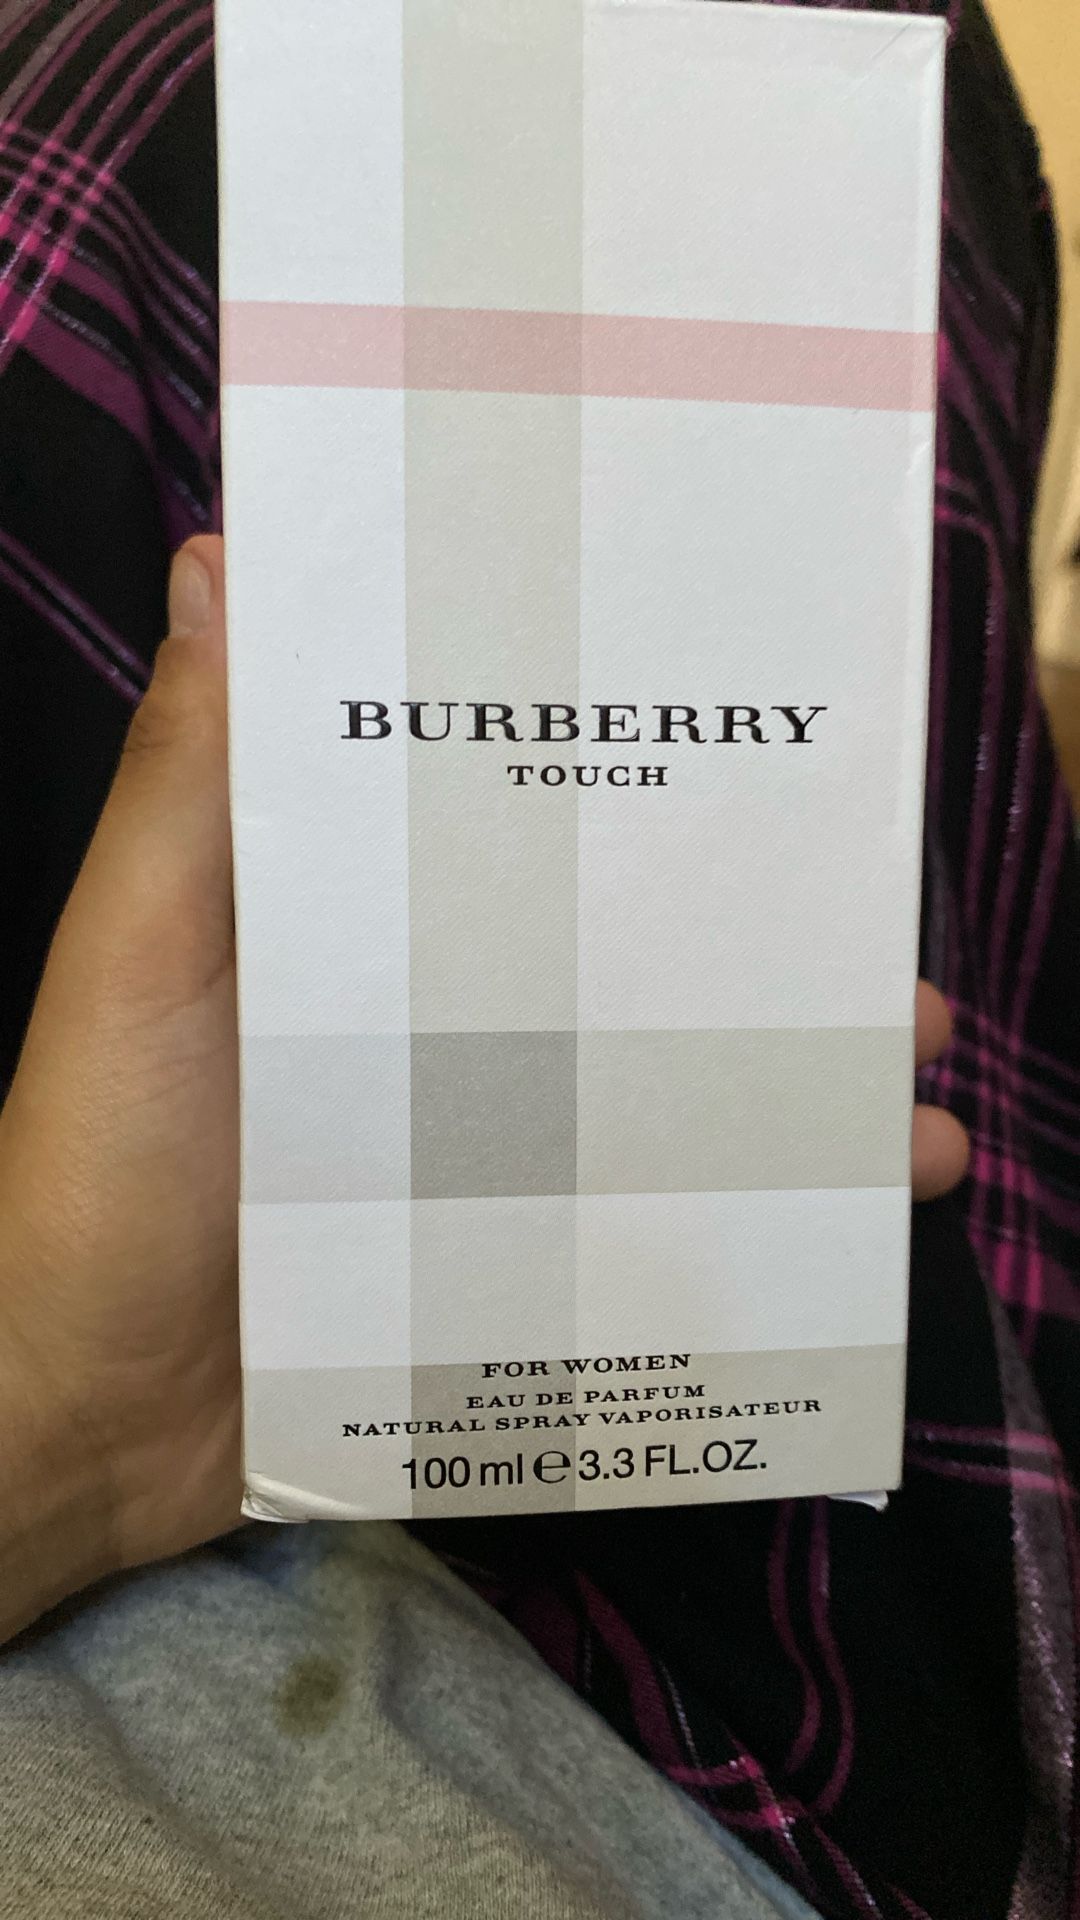 BURBERRY
TOUCH
FOR WOMEN
EAU DE PARFUM
NATURAL SPRAY VAPORISATEUR
100 ml ℮ 3.3 FL.OZ.